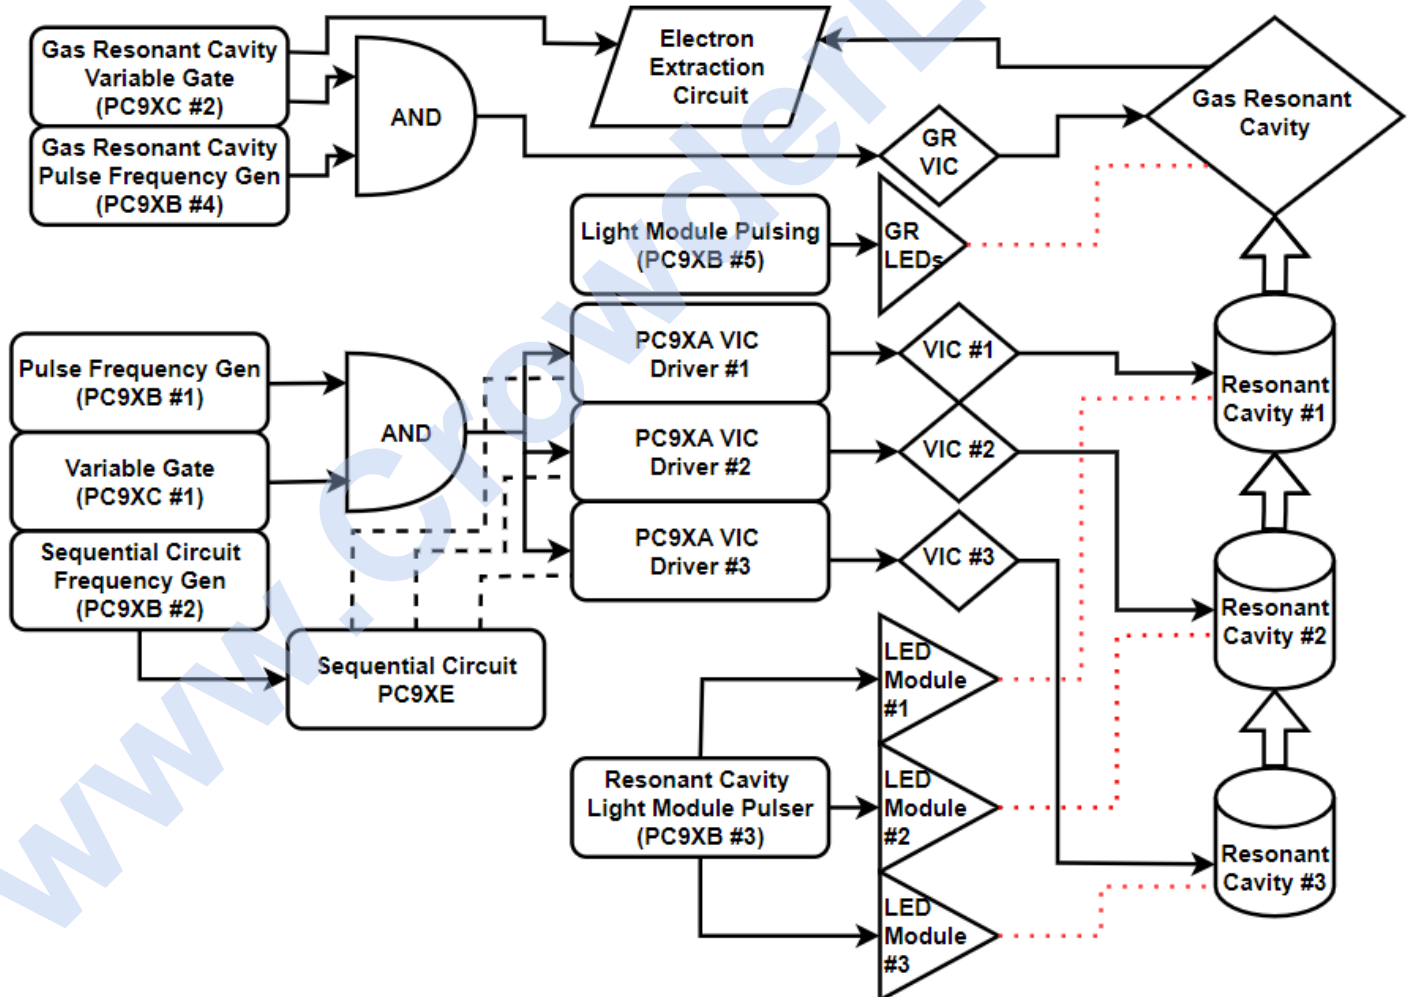 Gas Resonant Cavity
Variable Gate
(PC9XC #2)
Gas Resonant Cavity
Pulse Frequency Gen
(PC9XB #4)
AND
Electron
Extraction
Circuit
GR
VIC
Gas Resonant
Cavity
Light Module Pulsing
(PC9XB #5)
GR
LEDs
Pulse Frequency Gen
(PC9XB #1)
Variable Gate
(PC9XC #1)
Sequential Circuit
Frequency Gen
(PC9XB #2)
AND
Sequential Circuit
PC9XE
PC9XA VIC
Driver #1
PC9XA VIC
Driver #2
PC9XA VIC
Driver #3
VIC #1
VIC #2
VIC #3
Resonant
Cavity #1
Resonant
Cavity #2
Resonant
Cavity #3
Resonant Cavity
Light Module Pulser
(PC9XB #3)
LED
Module
#1
LED
Module
#2
LED
Module
#3
www.CrowderL